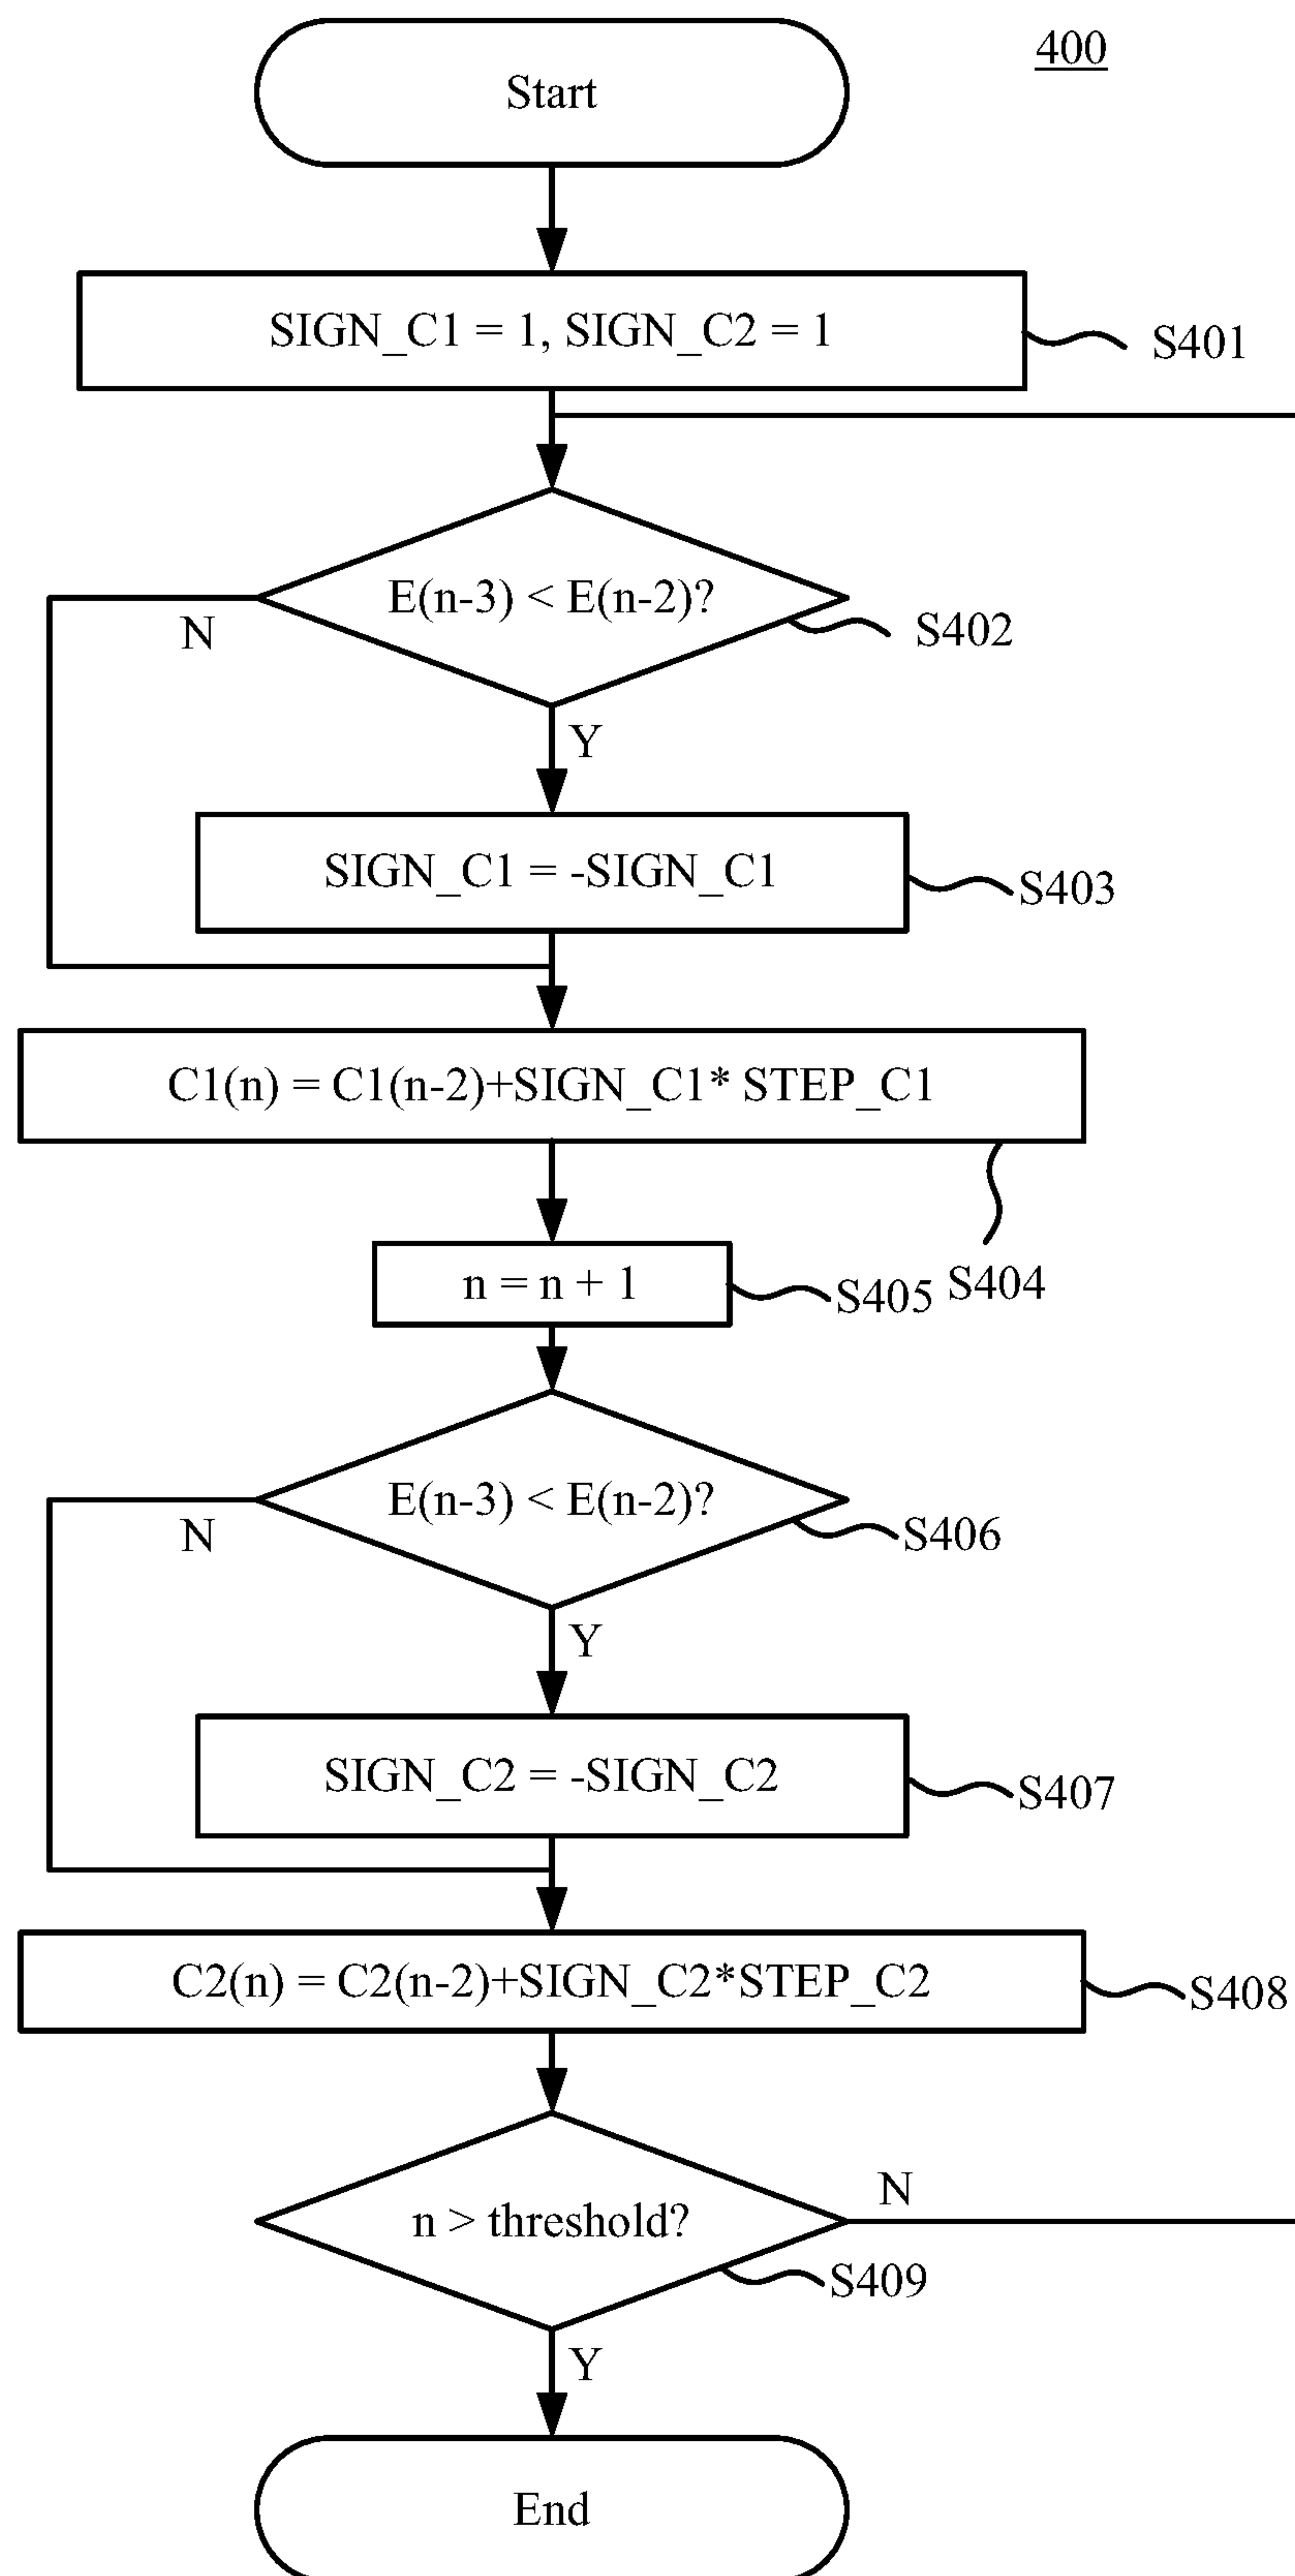 400
Start
SIGN_C1 = 1, SIGN_C2 = 1
S401
E(n-3) < E(n-2)?
N
S402
Y
SIGN_C1 = -SIGN_C1
S403
C1(n) = C1(n-2)+SIGN_C1* STEP_C1
S404
n = n + 1
S405
E(n-3) < E(n-2)?
N
S406
Y
SIGN_C2 = -SIGN_C2
S407
C2(n) = C2(n-2)+SIGN_C2*STEP_C2
S408
N
n > threshold?
S409
Y
End